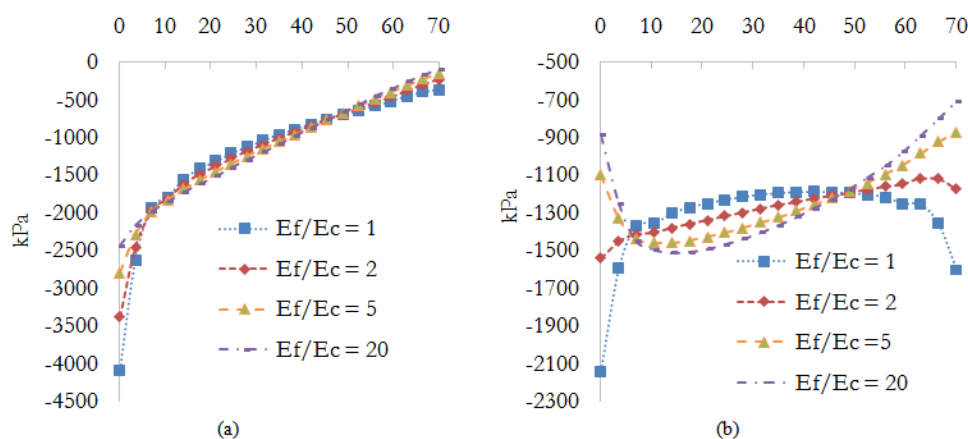 0 10 20 30 40 50 60 70
0
-500
-1000
-1500
-2000
-2500
-3000
-3500
-4000
-4500
kPa
Ef/Ec = 1
Ef/Ec = 2
Ef/Ec = 5
Ef/Ec = 20
(a)
0 10 20 30 40 50 60 70
-500
-700
-900
-1100
-1300
-1500
-1700
-1900
-2100
-2300
kPa
Ef/Ec = 1
Ef/Ec = 2
Ef/Ec =5
Ef/Ec = 20
(b)